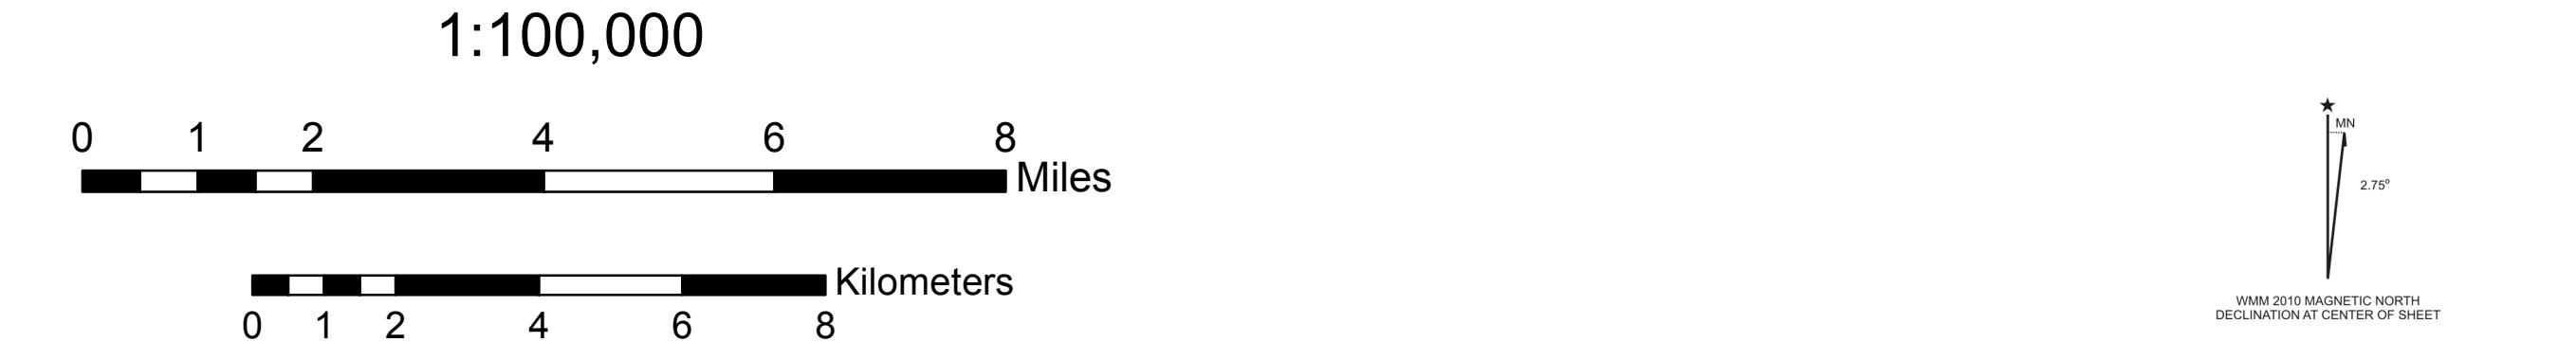 1:100,000
0 1 2 4 6 8
Miles
Kilometers
0 1 2 4 6 8
MN
2.75°
WMM 2010 MAGNETIC NORTH
DECLINATION AT CENTER OF SHEET